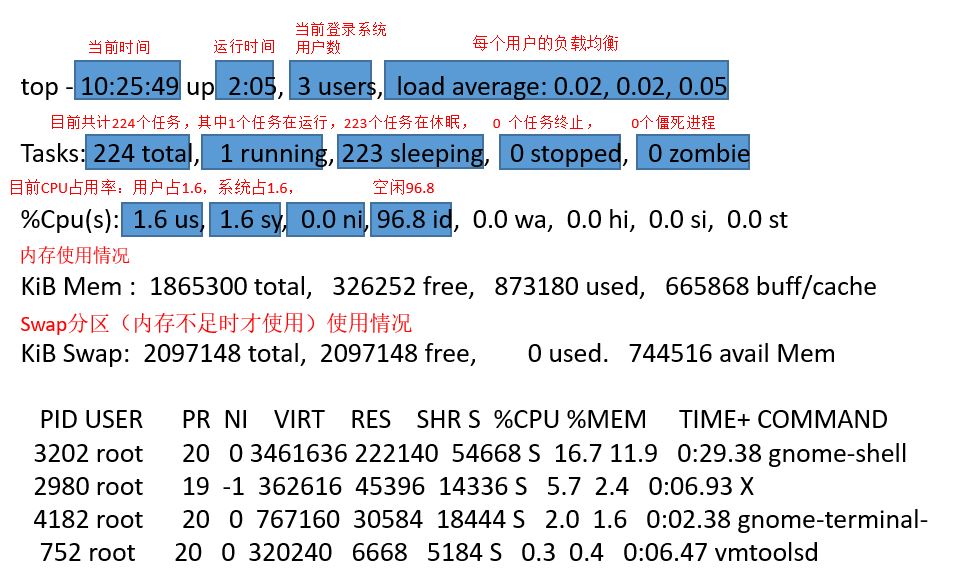 当前时间 运行时间 当前登录系统
用户数 每个用户的负载均衡
top - 10:25:49 up 2:05, 3 users, load average: 0.02, 0.02, 0.05
目前共计224个任务，其中1个任务在运行，223个任务在休眠， 0 个任务终止， 0个僵死进程
Tasks: 224 total, 1 running, 223 sleeping, 0 stopped, 0 zombie
目前CPU占用率：用户占1.6，系统占1.6， 空闲96.8
%Cpu(s): 1.6 us, 1.6 sy, 0.0 ni, 96.8 id, 0.0 wa, 0.0 hi, 0.0 si, 0.0 st
内存使用情况
KiB Mem : 1865300 total, 326252 free, 873180 used, 665868 buff/cache
Swap分区（内存不足时才使用）使用情况
KiB Swap: 2097148 total, 2097148 free, 0 used. 744516 avail Mem
PID USER PR NI VIRT RES SHR S %CPU %MEM TIME+ COMMAND
3202 root 20 0 3461636 222140 54668 S 16.7 11.9 0:29.38 gnome-shell
2980 root 19 -1 362616 45396 14336 S 5.7 2.4 0:06.93 X
4182 root 20 0 767160 30584 18444 S 2.0 1.6 0:02.38 gnome-terminal-
752 root 20 0 320240 6668 5184 S 0.3 0.4 0:06.47 vmtoolsd